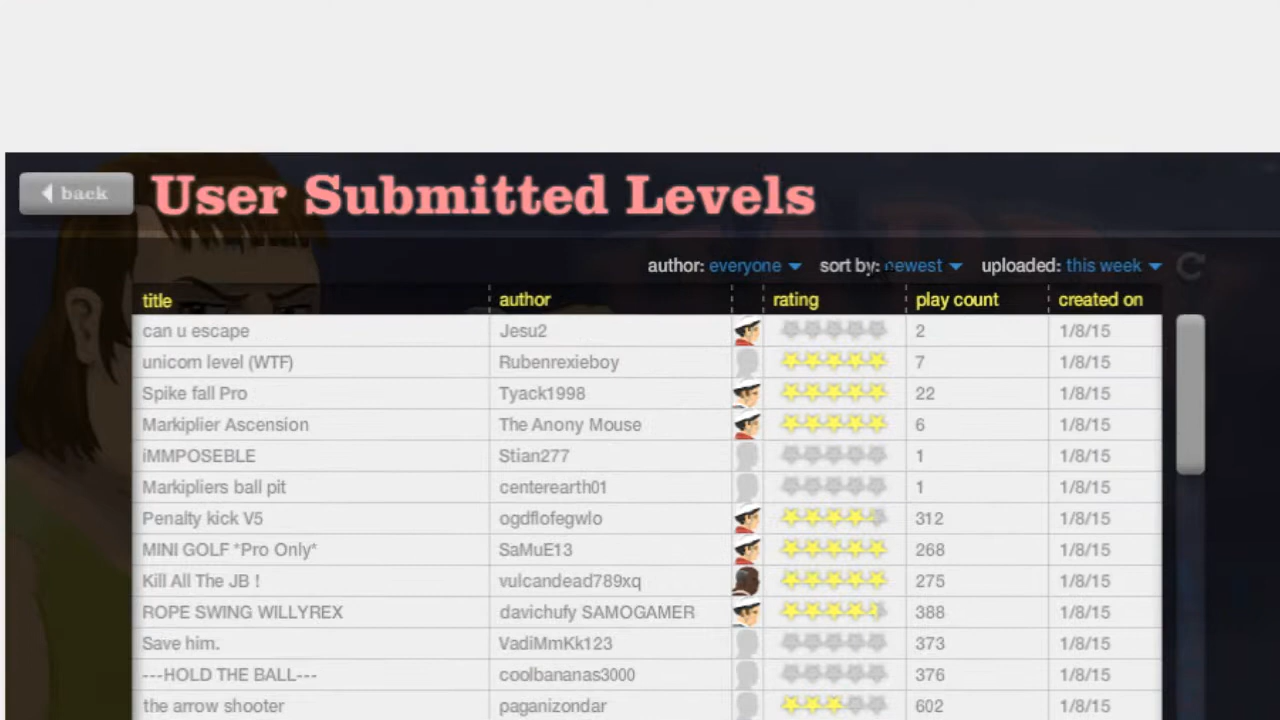 back
User Submitted Levels
author: everyone sort by: newest uploaded: this week
title author rating play count created on
can u escape Jesu2 2 1/8/15
unicorn level (WTF) Rubenrexieboy 7 1/8/15
Spike fall Pro Tyack1998 22 1/8/15
Markiplier Ascension The Anony Mouse 6 1/8/15
iMMPOSEBLE Stian277 1 1/8/15
Markipliers ball pit centerearth01 1 1/8/15
Penalty kick V5 ogdflofegwlo 312 1/8/15
MINI GOLF *Pro Only* SaMuE13 268 1/8/15
Kill All The JB ! vulcandead789xq 275 1/8/15
ROPE SWING WILLYREX davichufy SAMOGAMER 388 1/8/15
Save him. VadiMmKk123 373 1/8/15
---HOLD THE BALL--- coolbananas3000 376 1/8/15
the arrow shooter paganizondar 602 1/8/15